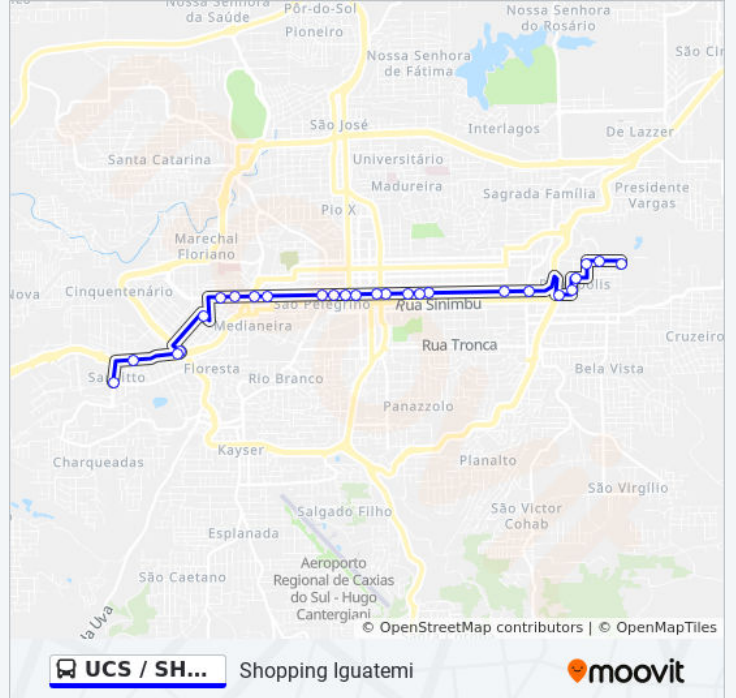 Nossa Senhora
da Saúde
Pôr-do-Sol
Pioneiro
Nossa Senhora
do Rosário
Nossa Senhora
de Fátima
São Cri
São José
Interlagos
De Lazzer
Santa Catarina
Universitário
Madureira
Sagrada Família
Presidente
Vargas
Pio X
Marechal
Floriano
Nova
Cinquentenário
São Pelegrino
Rua Sinimbu
Medianeira
Cruzeiro
Rua Tronca
Floresta
Rio Branco
Bela Vista
Panazzolo
Kayser
Charqueadas
Planalto
São Virgílio
São Victor
Cohab
Salgado Filho
Esplanada
Aeroporto
Regional de Caxias
do Sul - Hugo
Cantergiani
São Caetano
la Uva
© OpenStreetMap contributors | © OpenMapTiles
UCS / SH...
Shopping Iguatemi
moovit